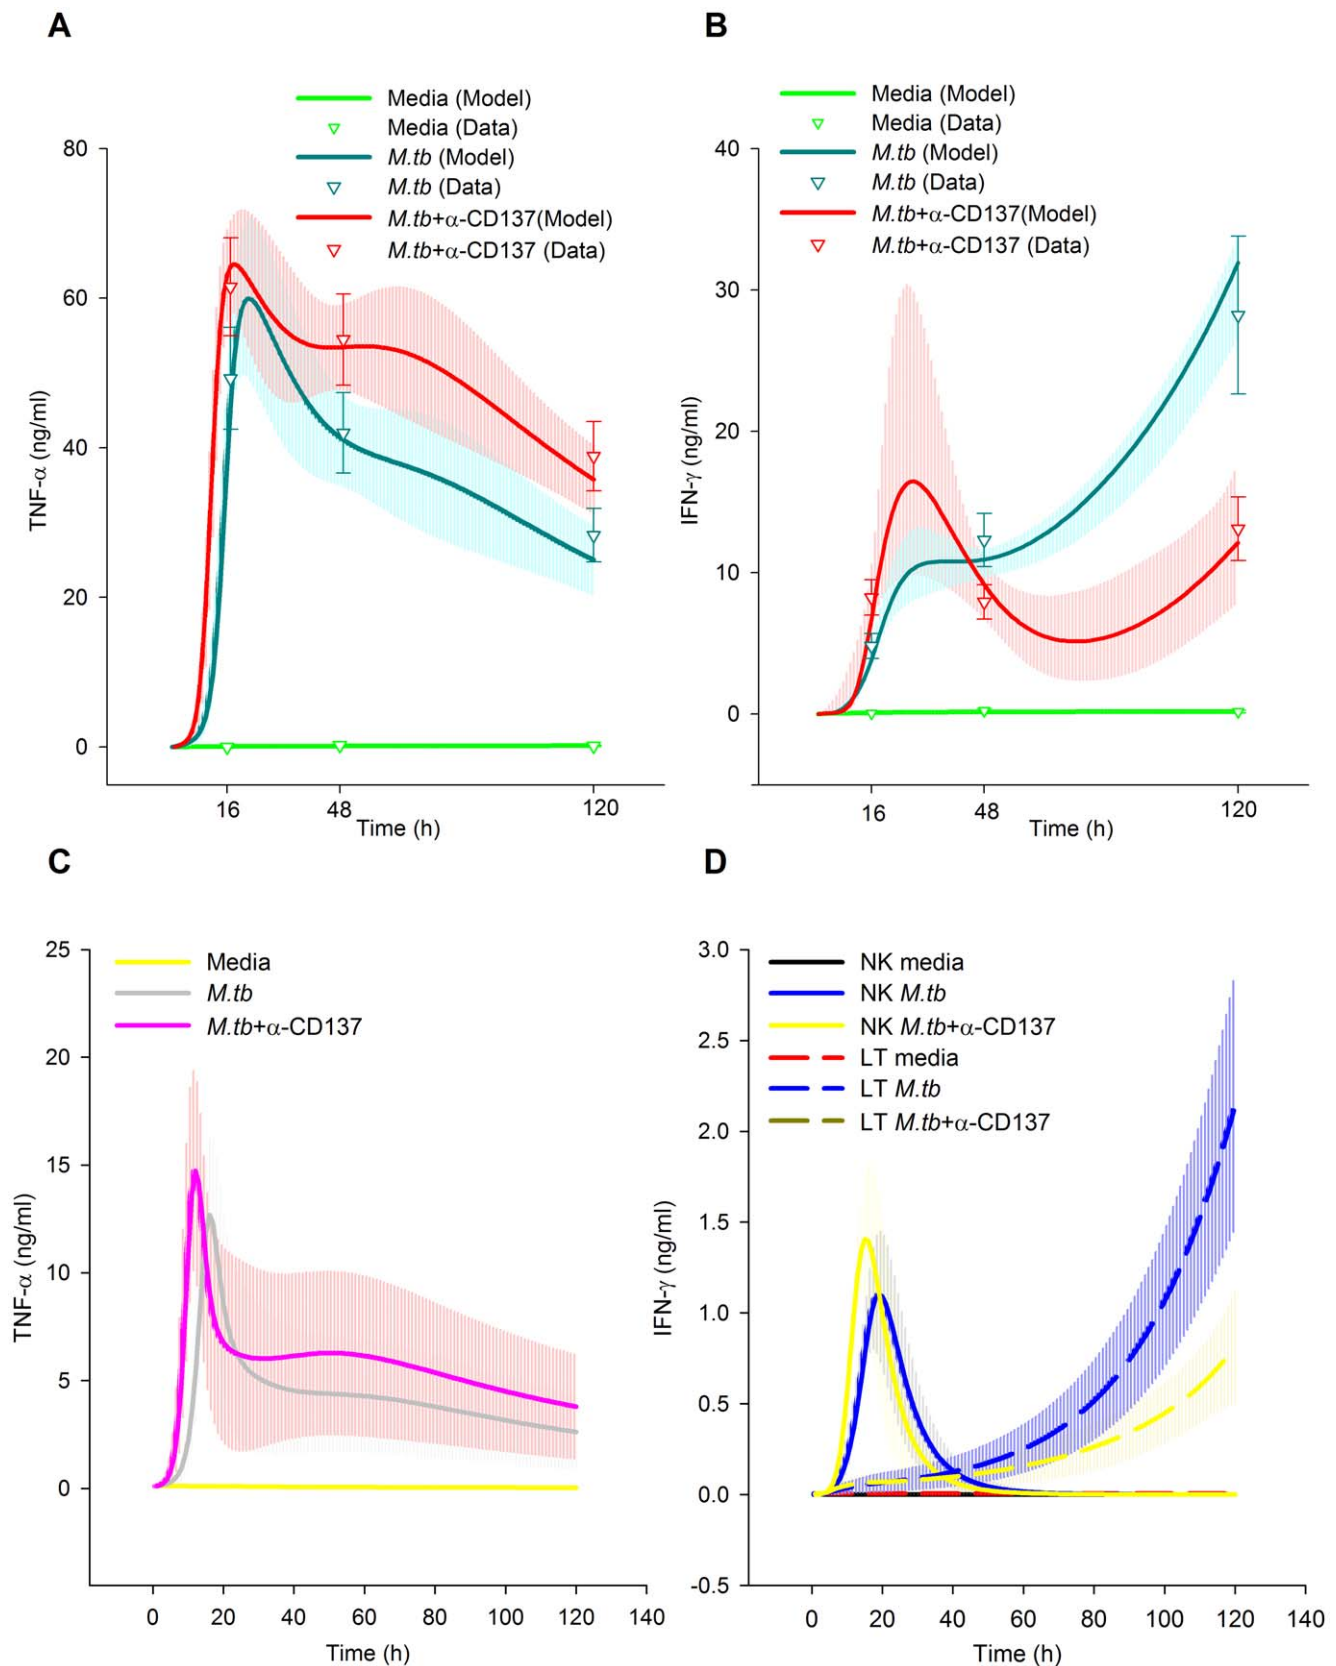 A
Media (Model)
Media (Data)
M.tb (Model)
M.tb (Data)
M.tb+α-CD137(Model)
M.tb+α-CD137 (Data)
80
60
40
20
0
TNF-α (ng/ml)
16
48
120
Time (h)
B
Media (Model)
Media (Data)
M.tb (Model)
M.tb (Data)
M.tb+α-CD137(Model)
M.tb+α-CD137 (Data)
40
30
20
10
0
IFN-γ (ng/ml)
16
48
120
Time (h)
C
Media
M.tb
M.tb+α-CD137
25
20
15
10
5
0
TNF-α (ng/ml)
0
20
40
60
80
100
120
140
Time (h)
D
NK media
NK M.tb
NK M.tb+α-CD137
LT media
LT M.tb
LT M.tb+α-CD137
3.0
2.5
2.0
1.5
1.0
0.5
0.0
-0.5
IFN-γ (ng/ml)
0
20
40
60
80
100
120
140
Time (h)